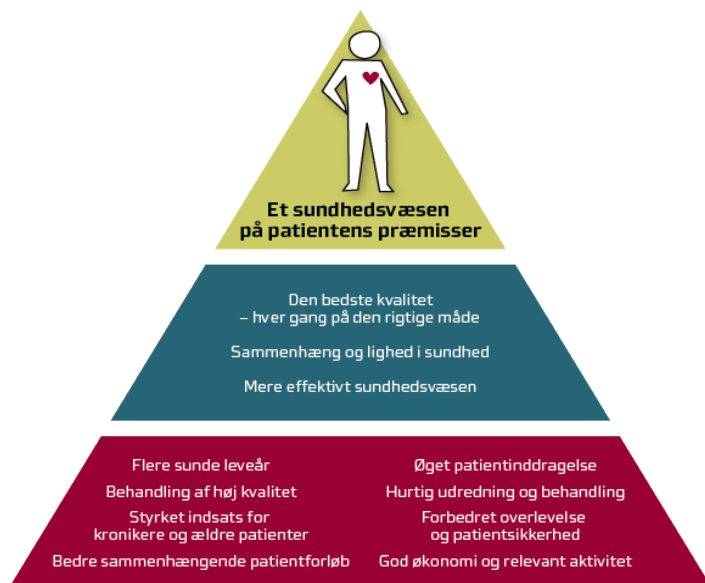 Et sundhedsvæsen
på patientens præmisser
Den bedste kvalitet
– hver gang på den rigtige måde
Sammenhæng og lighed i sundhed
Mere effektivt sundhedsvæsen
Flere sunde leveår
Behandling af høj kvalitet
Styrket indsats for
kronikere og ældre patienter
Bedre sammenhængende patientforløb
Øget patientinddragelse
Hurtig udredning og behandling
Forbedret overlevelse
og patientsikkerhed
God økonomi og relevant aktivitet